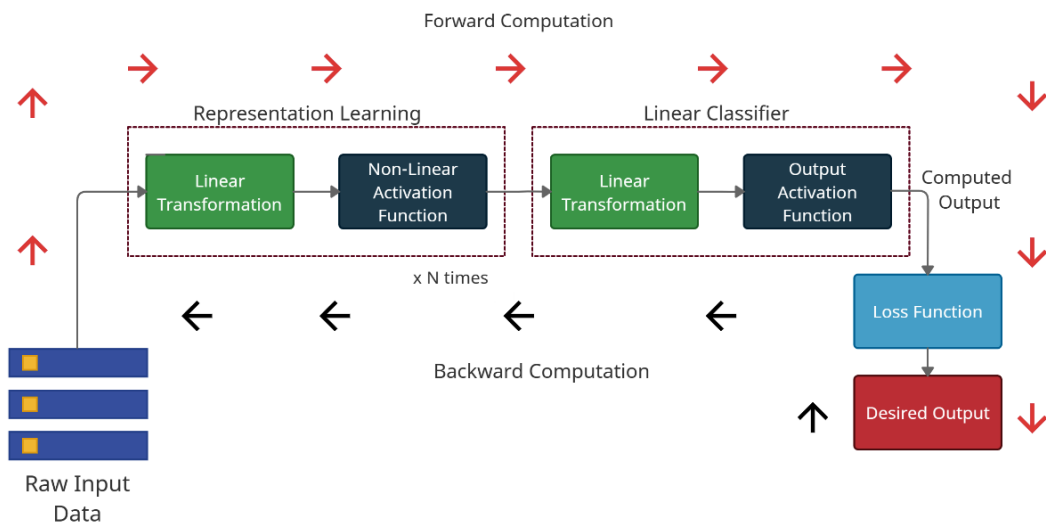 Forward Computation
Representation Learning
Linear Classifier
Linear
Transformation
Non-Linear
Activation
Function
Linear
Transformation
Output
Activation
Function
Computed
Output
x N times
Loss Function
Backward Computation
Desired Output
Raw Input
Data